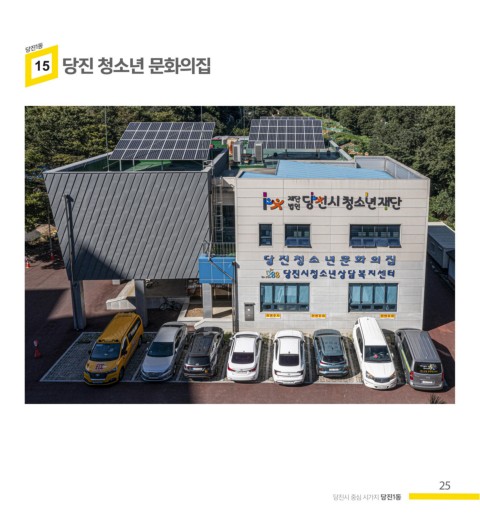 당진1동
15 당진 청소년 문화의집
재단법인 당진시청소년재단
당진청소년문화의집
당진시청소년상담복지센터
25
당진시 중심 시가지 당진1동